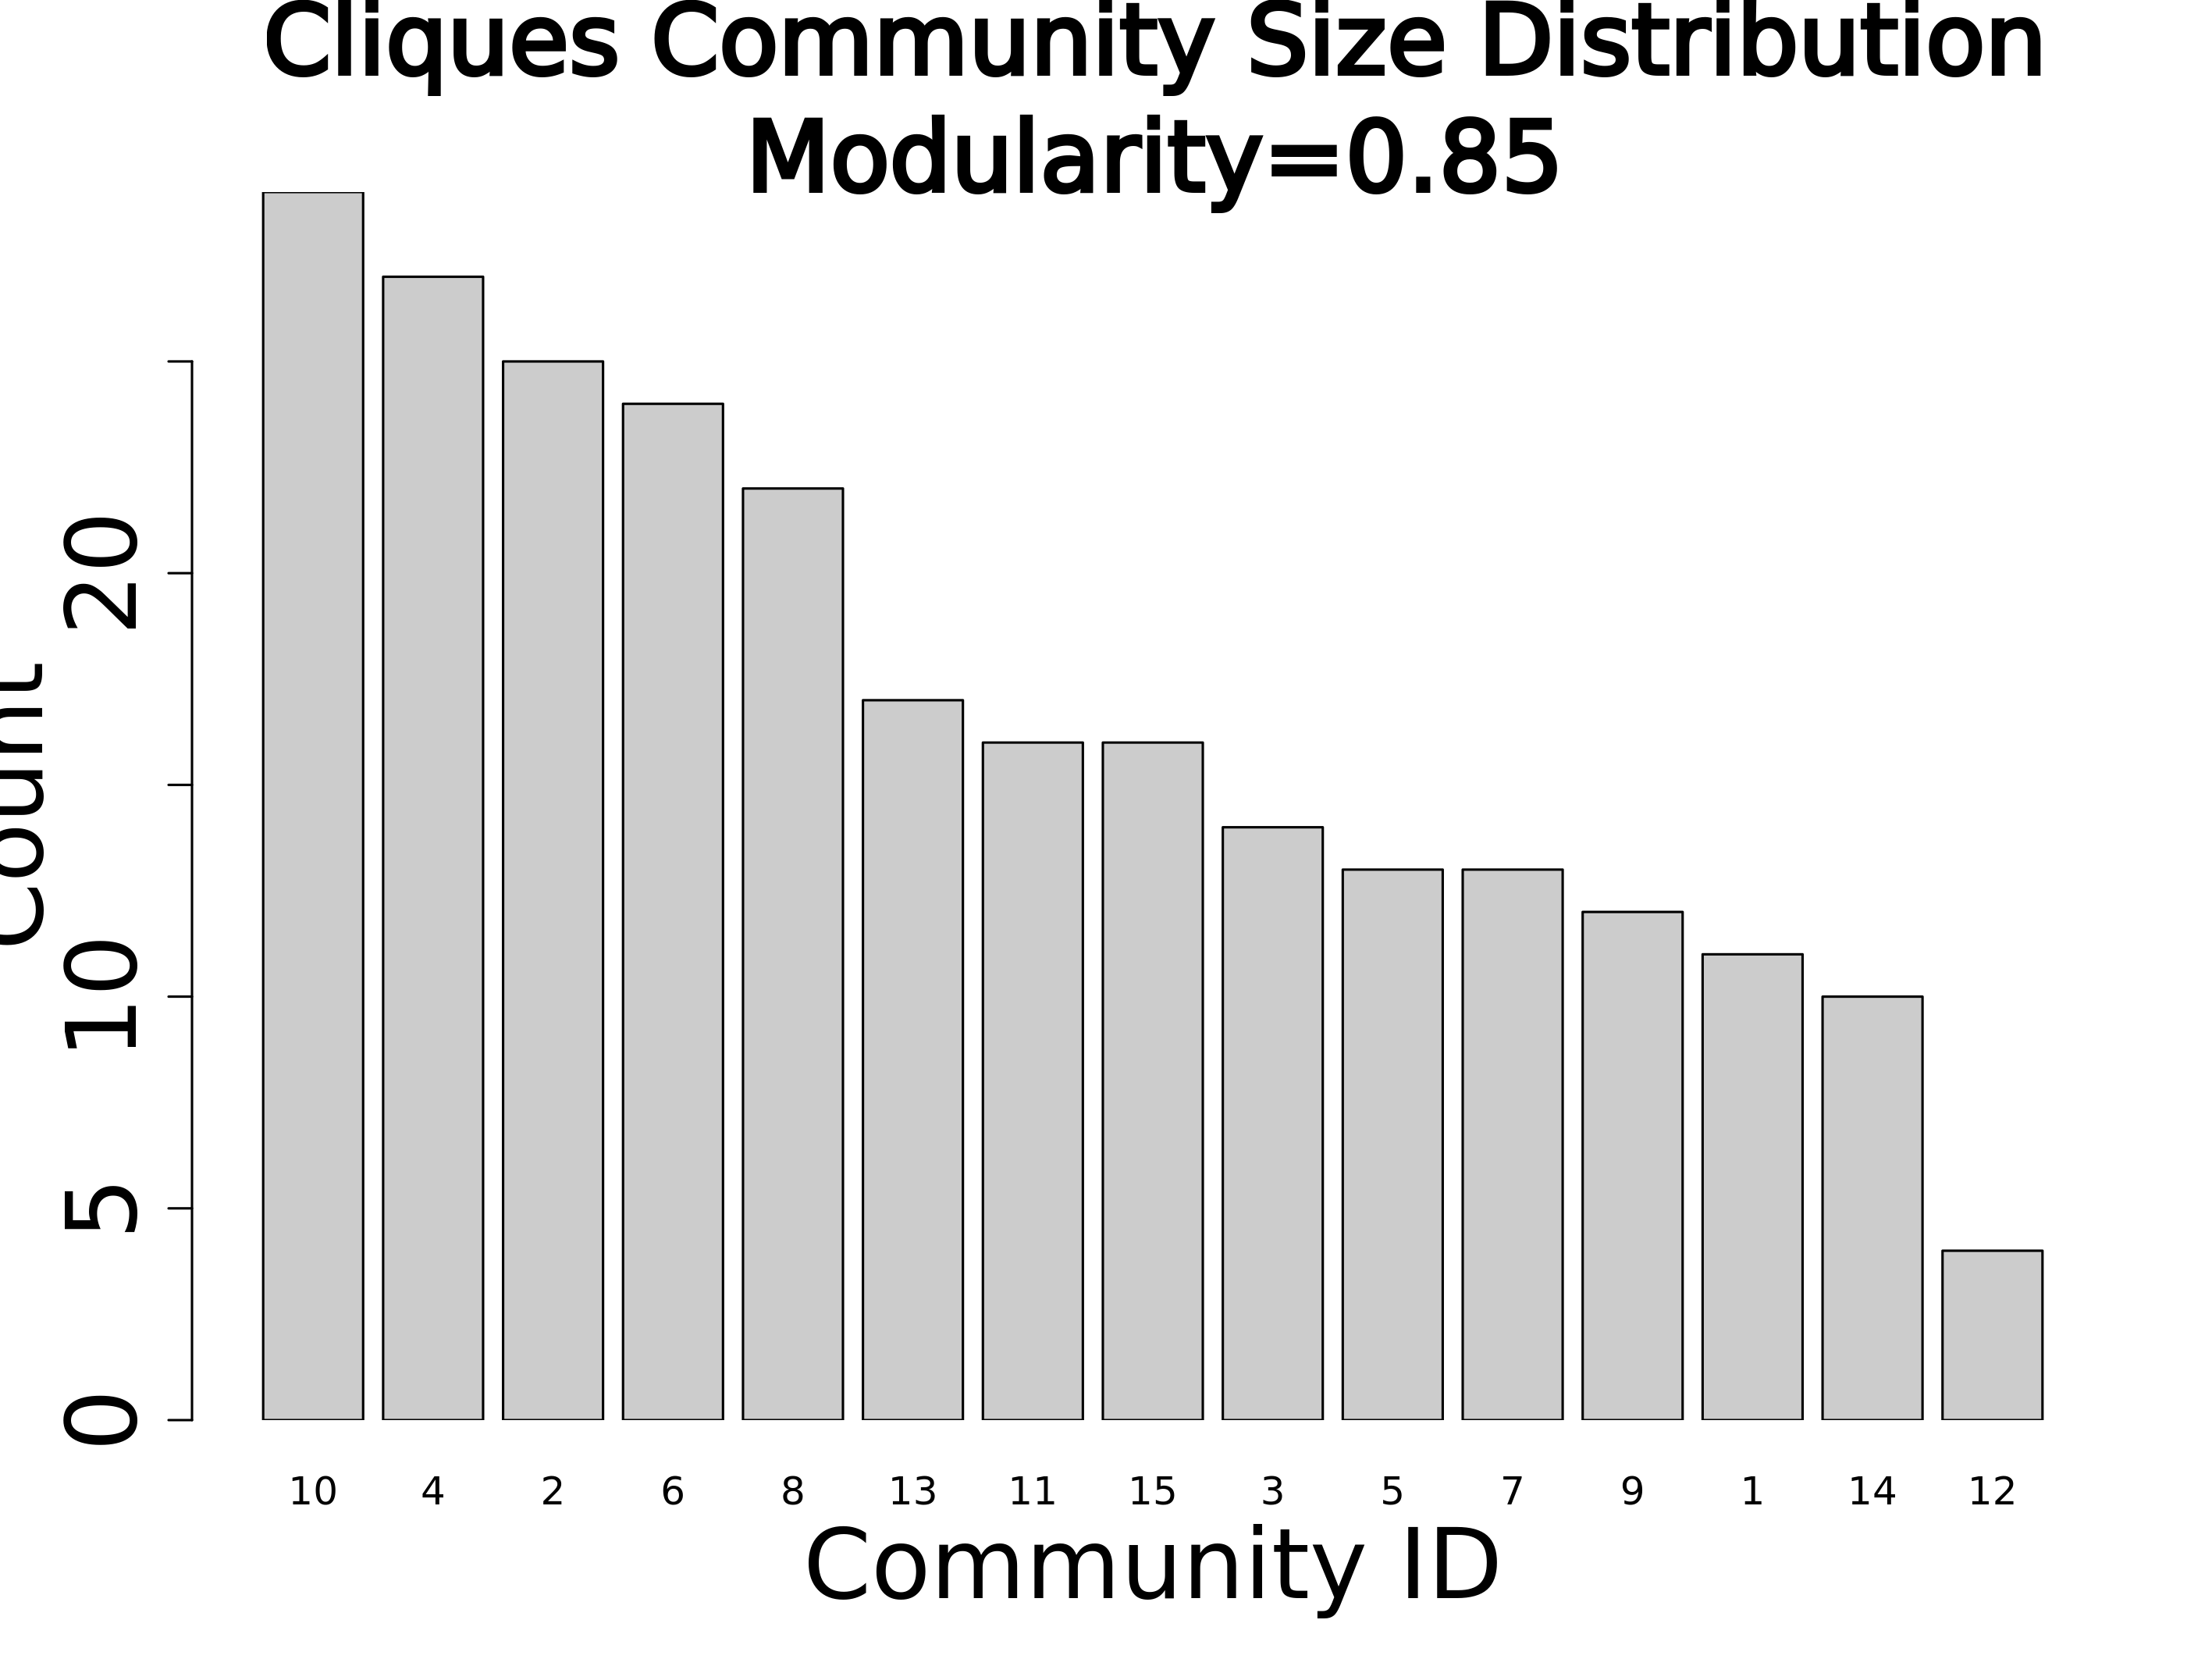 Cliques Community Size Distribution
Modularity=0.85
Count
20
10
5
0
10 4 2 6 8 13 11 15 3 5 7 9 1 14 12
Community ID